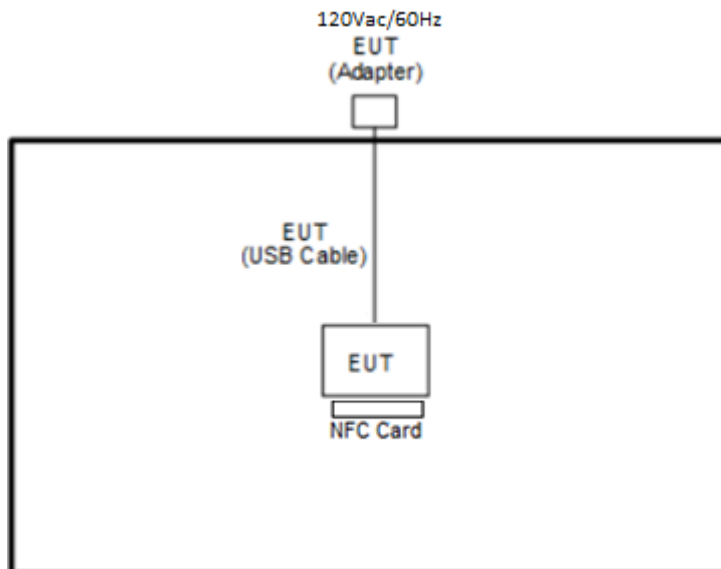 120Vac/60Hz
EUT
(Adapter)
EUT
(USB Cable)
EUT
NFC Card